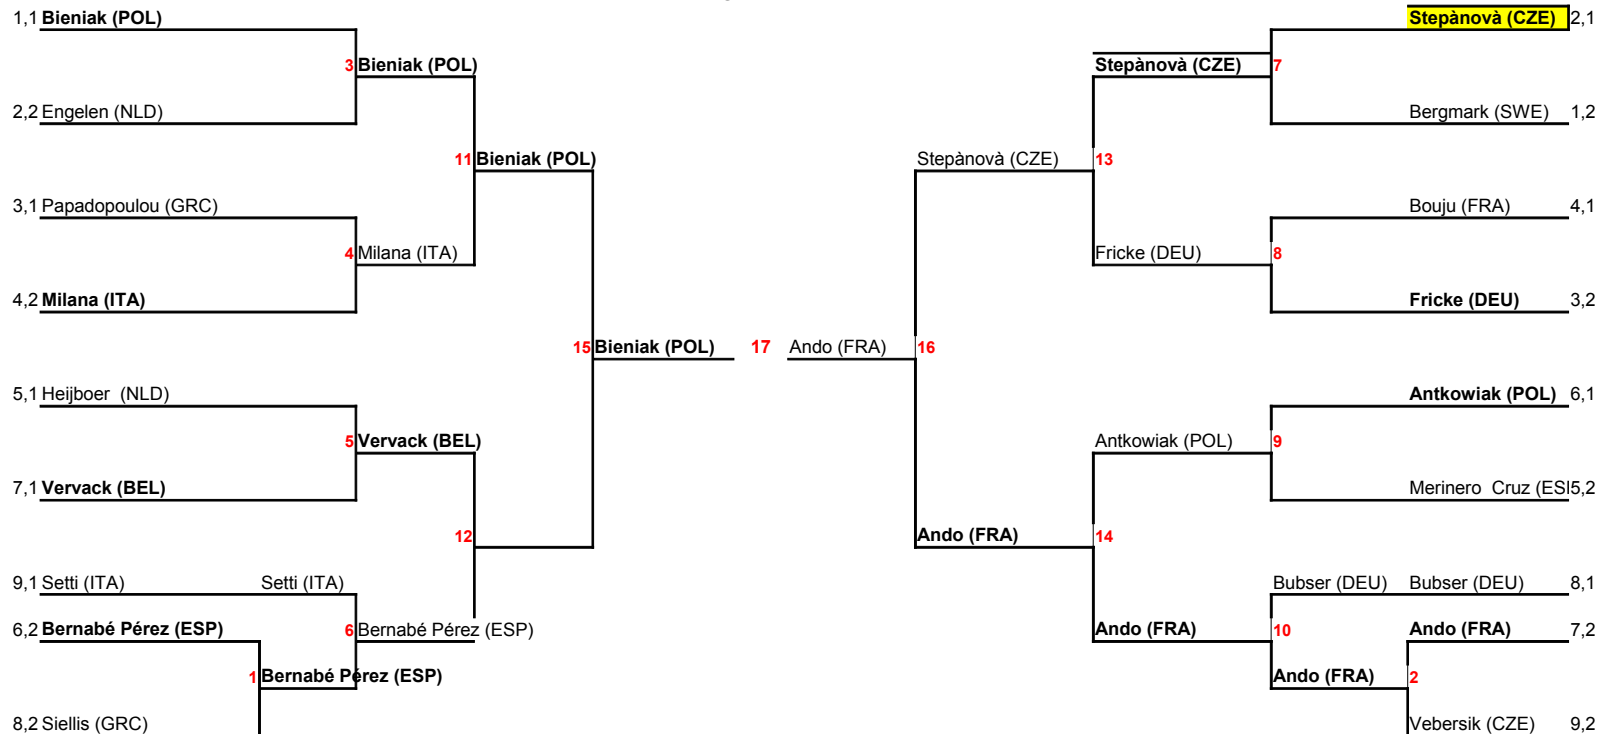 1,1 Bieniak (POL) Stepànovà (CZE) 2,1
3 Bieniak (POL) Stepànovà (CZE) 7
2,2 Engelen (NLD) Bergmark (SWE) 1,2
11 Bieniak (POL) Stepànovà (CZE) 13
3,1 Papadopoulou (GRC) Bouju (FRA) 4,1
4 Milana (ITA) Fricke (DEU) 8
4,2 Milana (ITA) Fricke (DEU) 3,2
15 Bieniak (POL) 17 Ando (FRA) 16
5,1 Heijboer (NLD) Antkowiak (POL) 6,1
5 Vervack (BEL) Antkowiak (POL) 9
7,1 Vervack (BEL) Merinero Cruz (ES 5,2
12 Ando (FRA) 14
9,1 Setti (ITA) Setti (ITA) Bubser (DEU) Bubser (DEU) 8,1
6,2 Bernabé Pérez (ESP) 6 Bernabé Pérez (ESP) Ando (FRA) 10 Ando (FRA) 7,2
1 Bernabé Pérez (ESP) Ando (FRA) 2
8,2 Siellis (GRC) Vebersik (CZE) 9,2